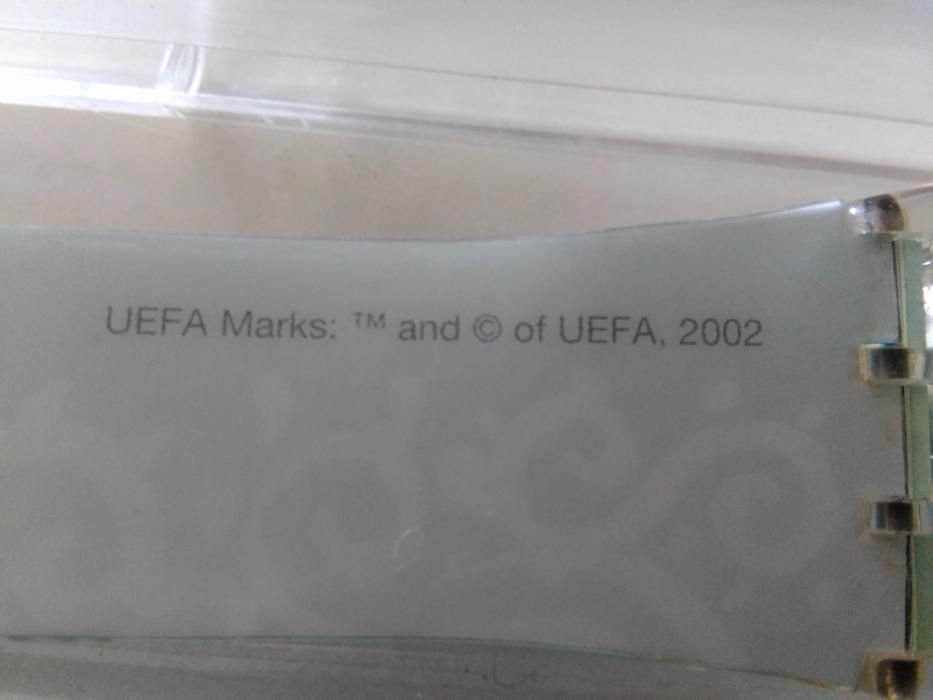 UEFA Marks: ™ and © of UEFA, 2002